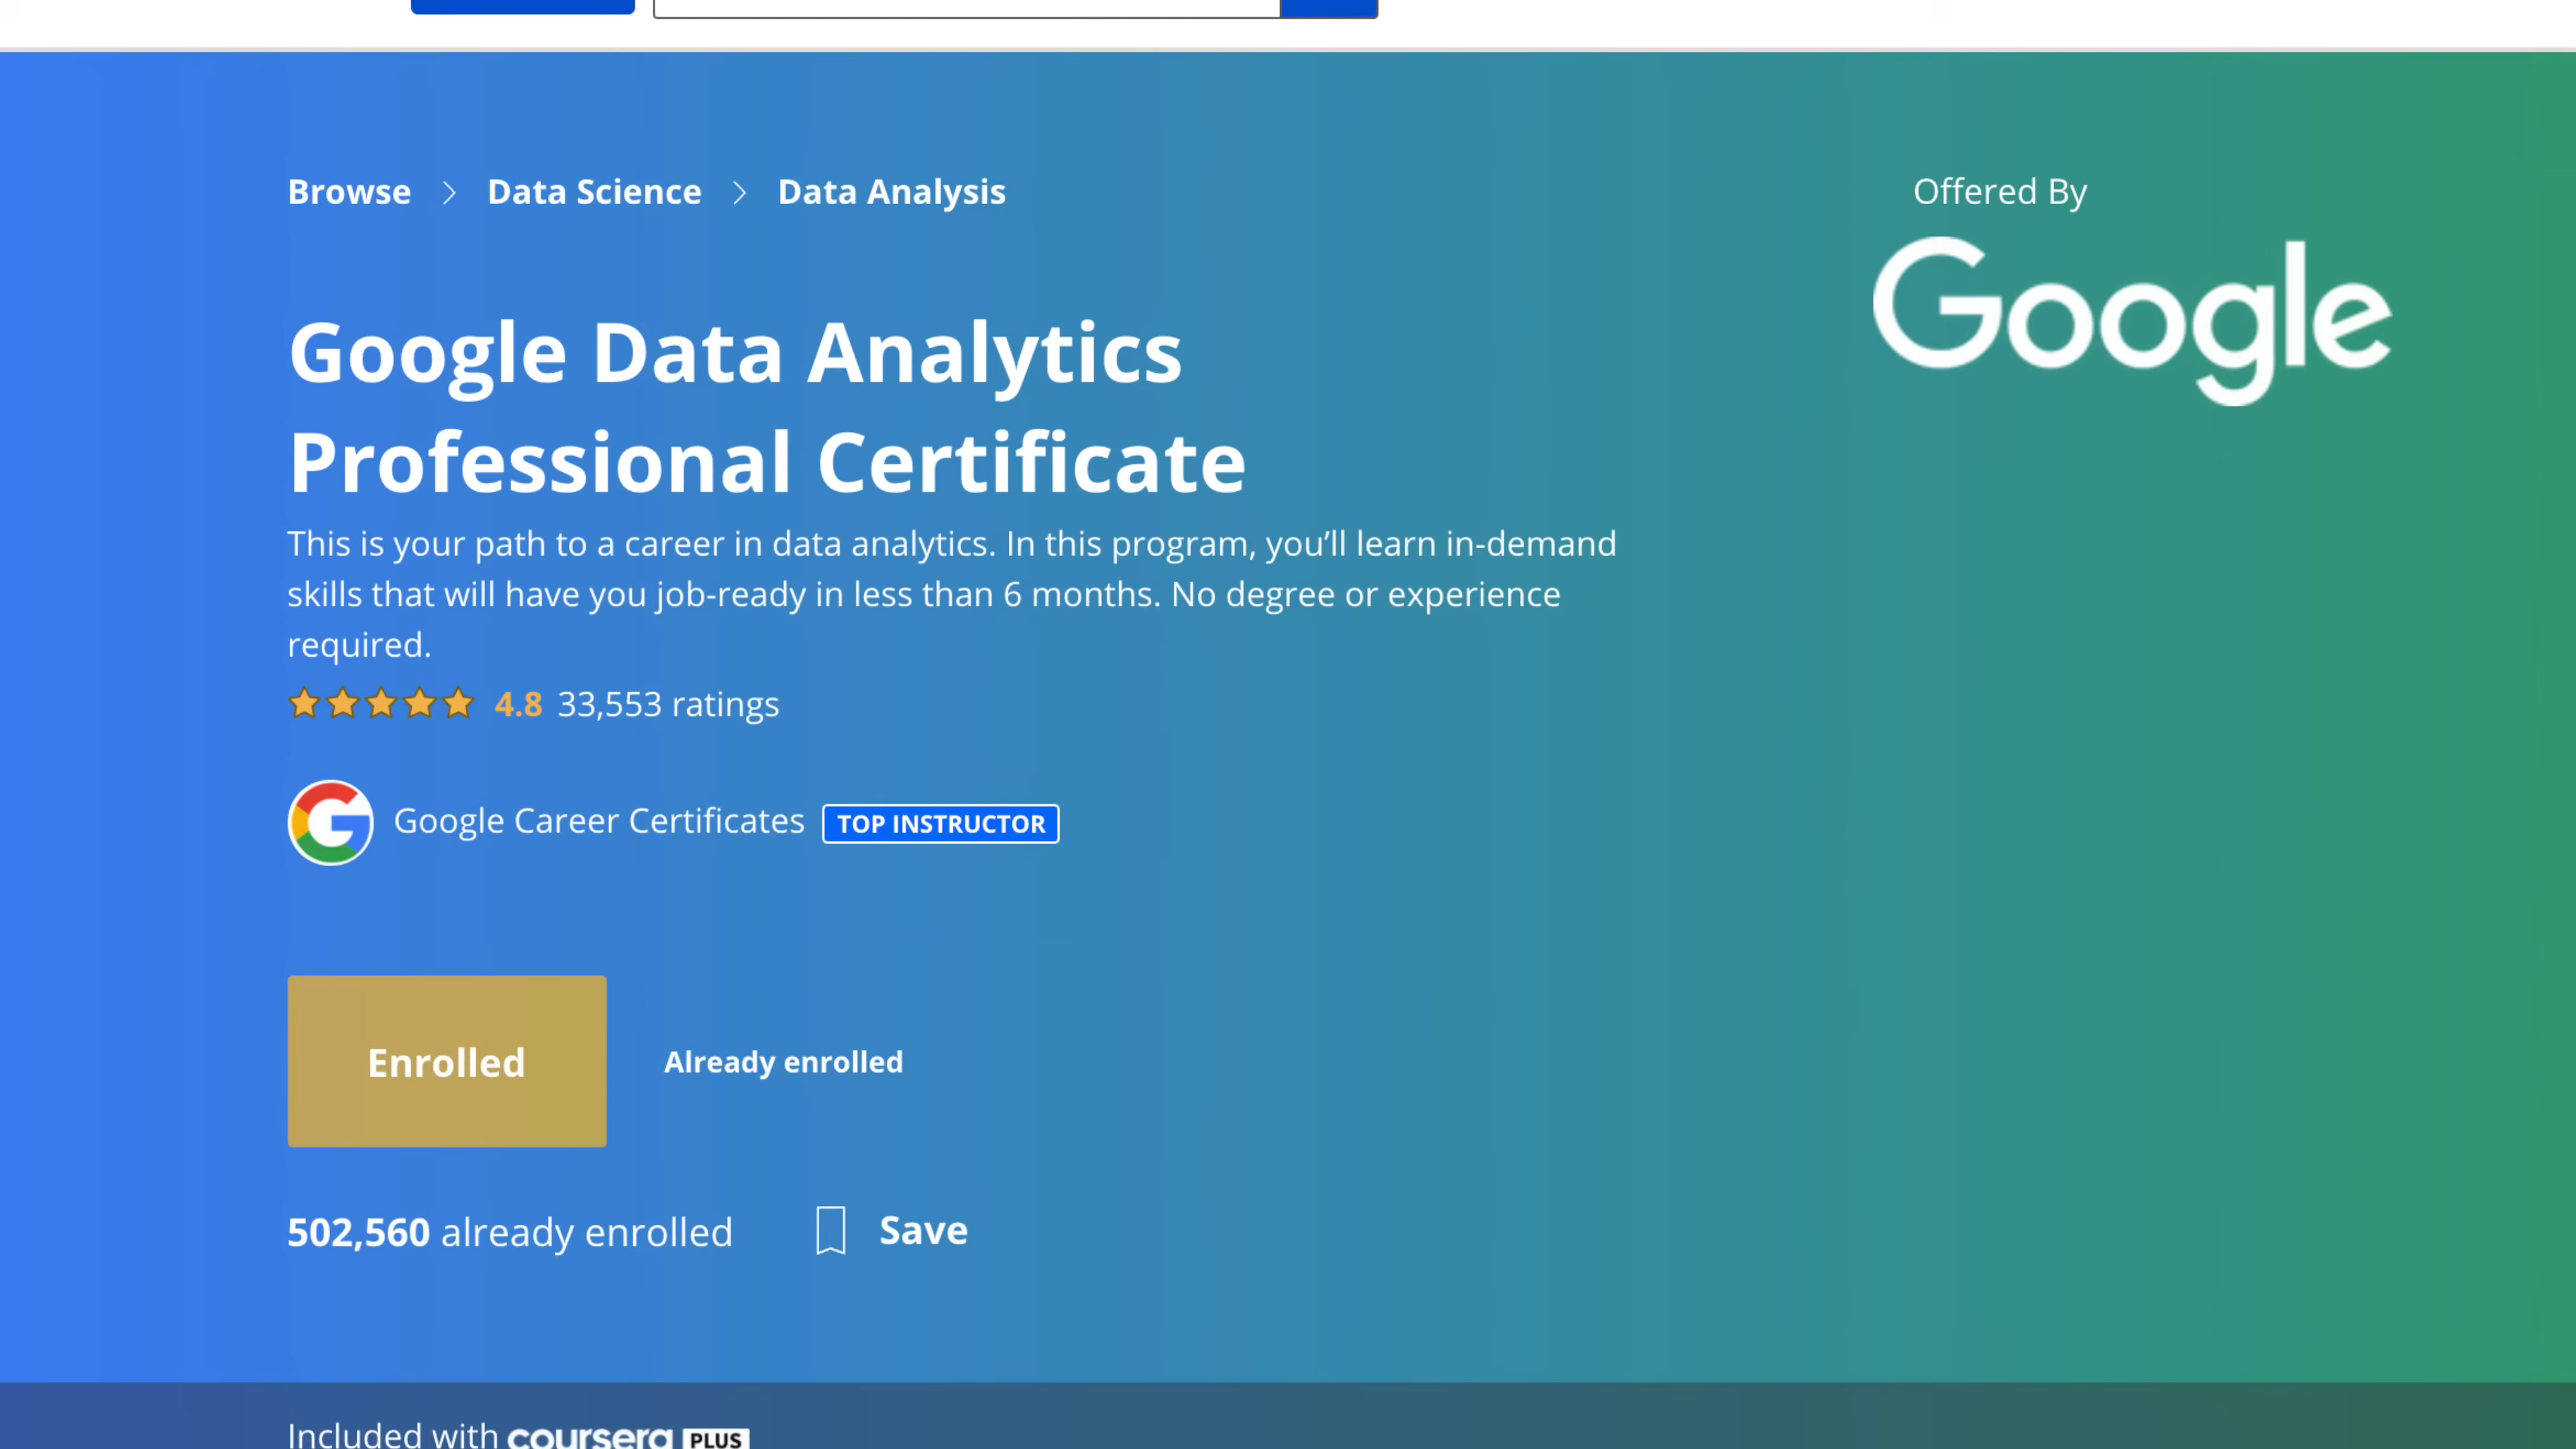 Browse > Data Science > Data Analysis
Offered By
Google
Google Data Analytics
Professional Certificate
This is your path to a career in data analytics. In this program, you’ll learn in-demand
skills that will have you job-ready in less than 6 months. No degree or experience
required.
4.8 33,553 ratings
Google Career Certificates TOP INSTRUCTOR
Enrolled Already enrolled
502,560 already enrolled Save
Included with coursera PLUS